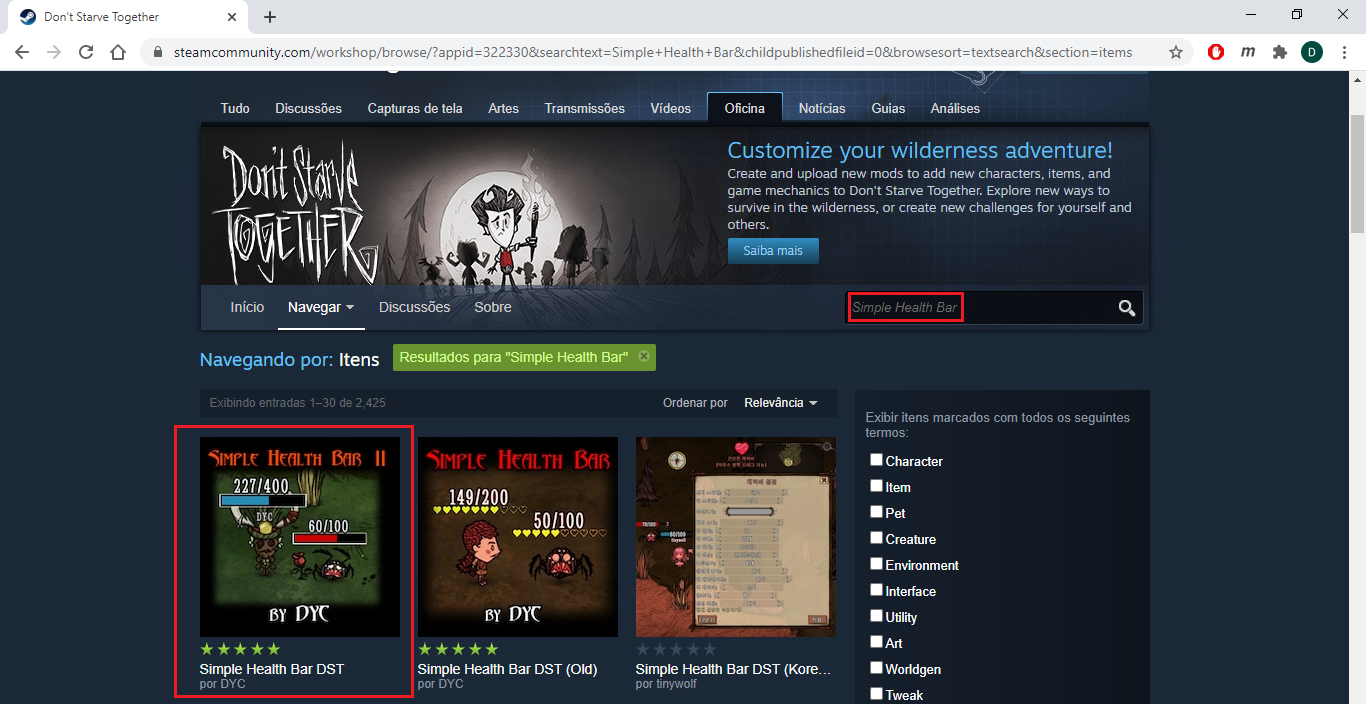 Don't Starve Together
steamcommunity.com/workshop/browse/?appid=322330&searchtext=Simple+Health+Bar&childpublishedfileid=0&browsesort=textsearch&section=items
m
D
Tudo
Discussões
Capturas de tela
Artes
Transmissões
Vídeos
Oficina
Notícias
Guias
Análises
Don't Starve
TOGETHER
Customize your wilderness adventure!
Create and upload new mods to add new characters, items, and
game mechanics to Don't Starve Together. Explore new ways to
survive in the wilderness, or create new challenges for yourself and
others.
Saiba mais
Início
Navegar
Discussões
Sobre
Simple Health Bar
Navegando por: Itens
Resultados para "Simple Health Bar"
Exibindo entradas 1–30 de 2,425
Ordenar por
Relevância
SIMPLE HEALTH BAR II
227/400
DYC
60/100
BY DYC
Simple Health Bar DST
por DYC
SIMPLE HEALTH BAR
149/200
50/100
BY DYC
Simple Health Bar DST (Old)
por DYC
Simple Health Bar DST (Kore...
por tinywolf
Exibir itens marcados com todos os seguintes
termos:
Character
Item
Pet
Creature
Environment
Interface
Utility
Art
Worldgen
Tweak